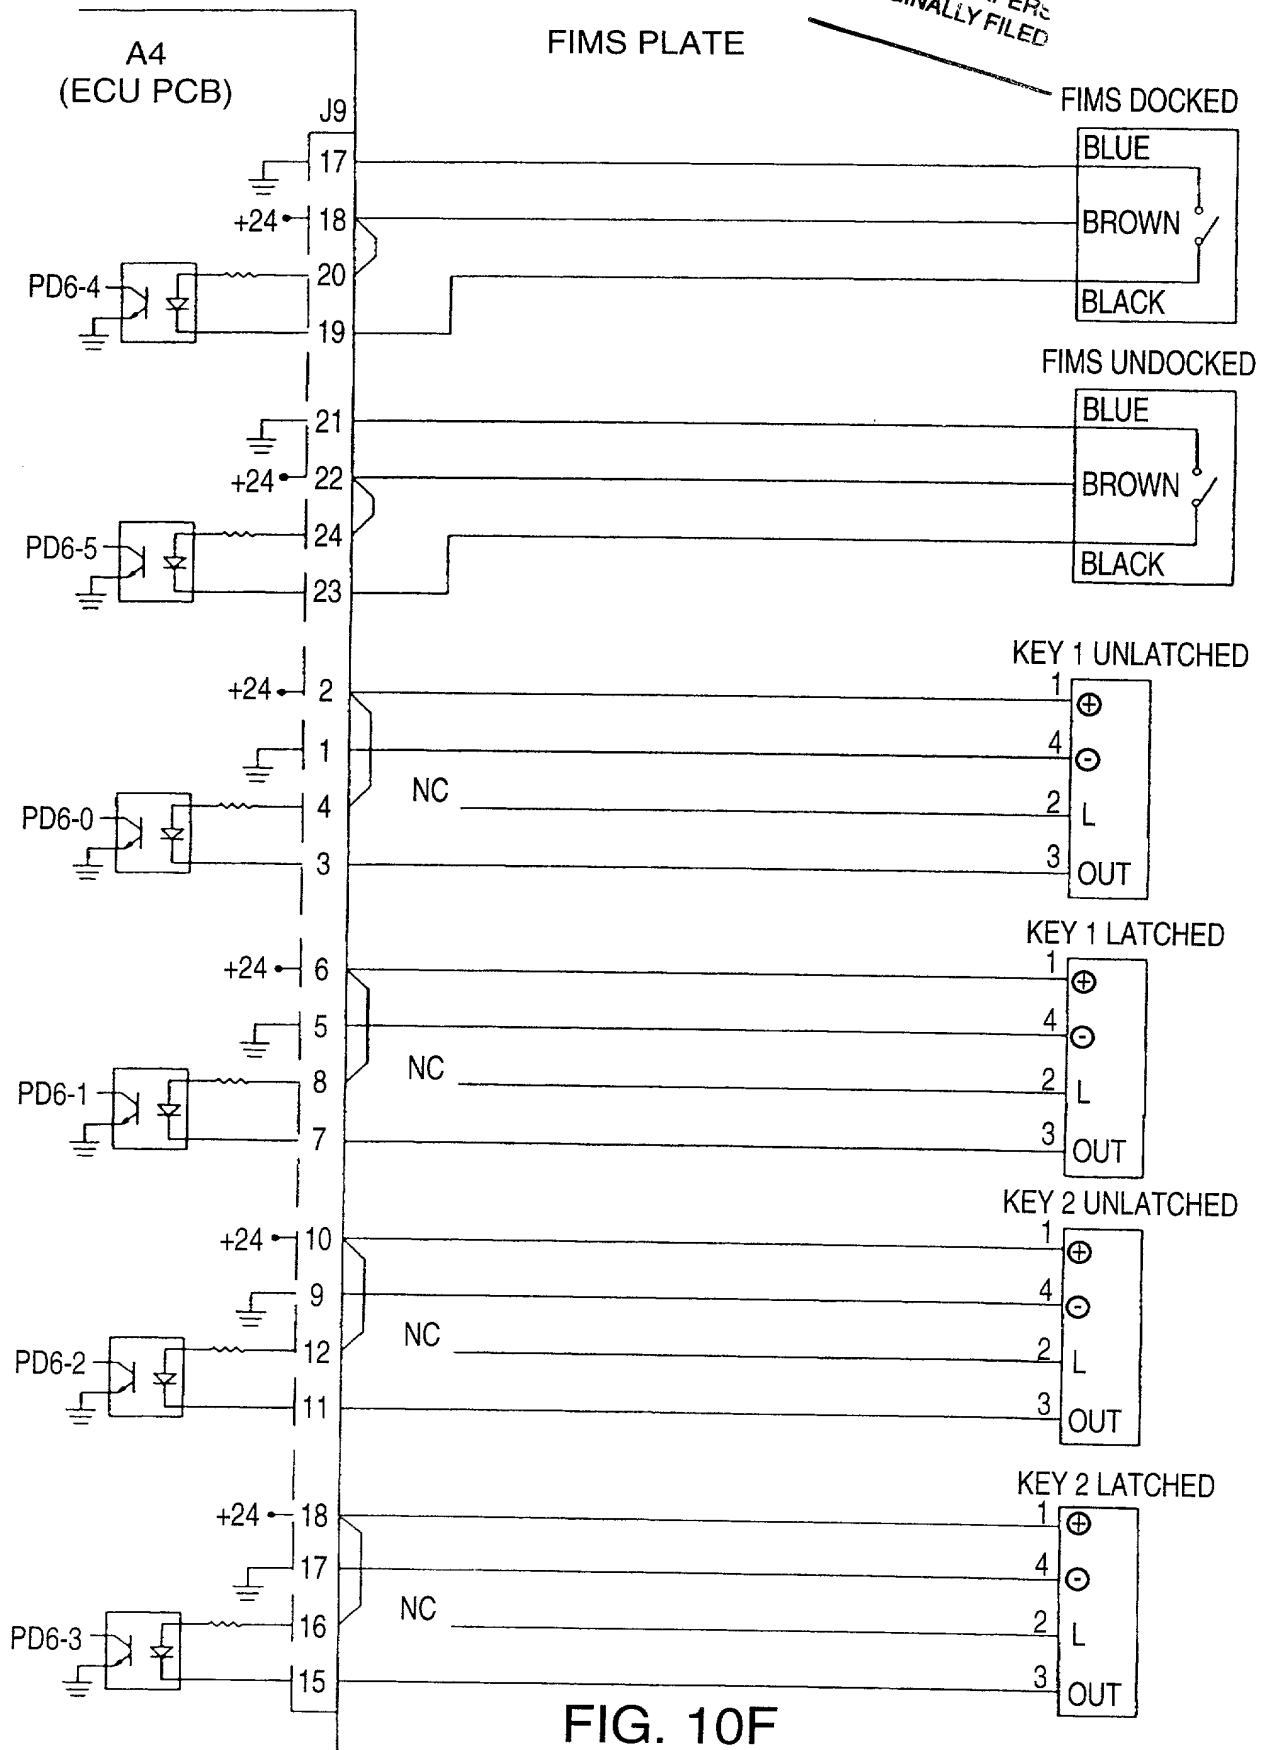 GINALLY FILED
A4
(ECU PCB)
FIMS PLATE
J9
FIMS DOCKED
17
BLUE
+24
18
BROWN
PD6-4
20
19
BLACK
FIMS UNDOCKED
21
BLUE
+24
22
BROWN
PD6-5
24
23
BLACK
KEY 1 UNLATCHED
+24
2
1
+
1
4
-
PD6-0
4
NC
2
L
3
3
OUT
KEY 1 LATCHED
+24
6
1
+
5
4
-
PD6-1
8
NC
2
L
7
3
OUT
KEY 2 UNLATCHED
+24
10
1
+
9
4
-
PD6-2
12
NC
2
L
11
3
OUT
KEY 2 LATCHED
+24
18
1
+
17
4
-
PD6-3
16
NC
2
L
15
3
OUT
FIG. 10F